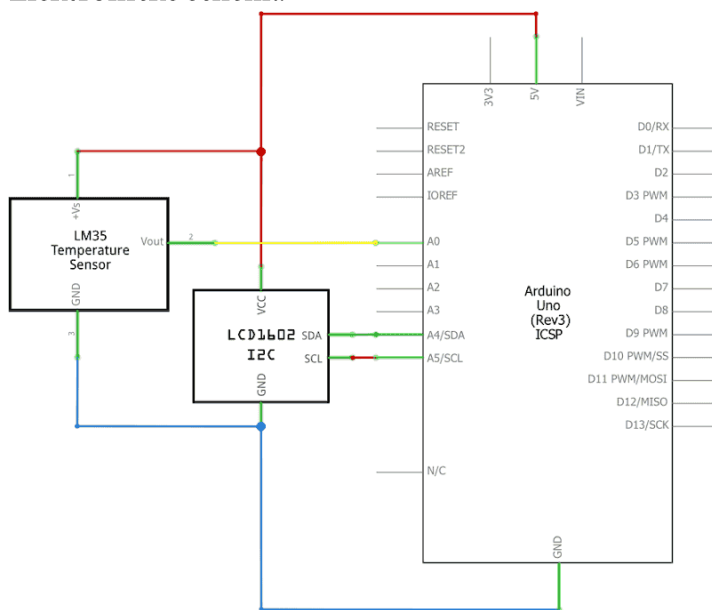 3V3
5V
VIN
RESET
RESET2
AREF
IOREF
A0
A1
A2
A3
A4/SDA
A5/SCL
N/C
D0/RX
D1/TX
D2
D3 PWM
D4
D5 PWM
D6 PWM
D7
D8
D9 PWM
D10 PWM/SS
D11 PWM/MOSI
D12/MISO
D13/SCK
GND
Arduino
Uno
(Rev3)
ICSP
1
+Vs
LM35
Temperature
Sensor
Vout
2
GND
3
VCC
LCD1602
I2C
SDA
SCL
GND